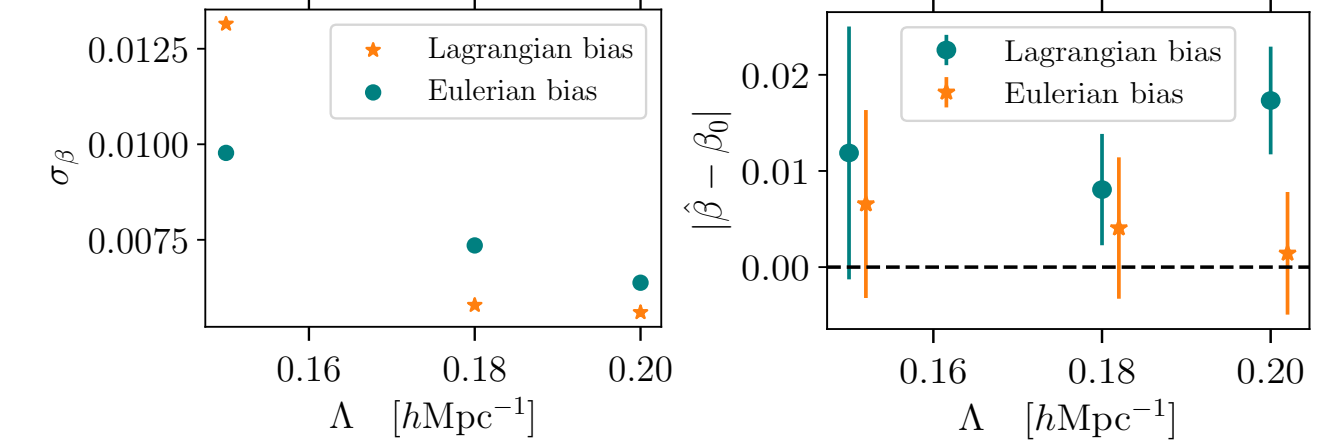 0.0125
0.0100
0.0075
σ_β
Lagrangian bias
Eulerian bias
0.16 0.18 0.20
Λ [hMpc⁻¹]
0.02
0.01
0.00
|β̂ − β₀|
Lagrangian bias
Eulerian bias
0.16 0.18 0.20
Λ [hMpc⁻¹]